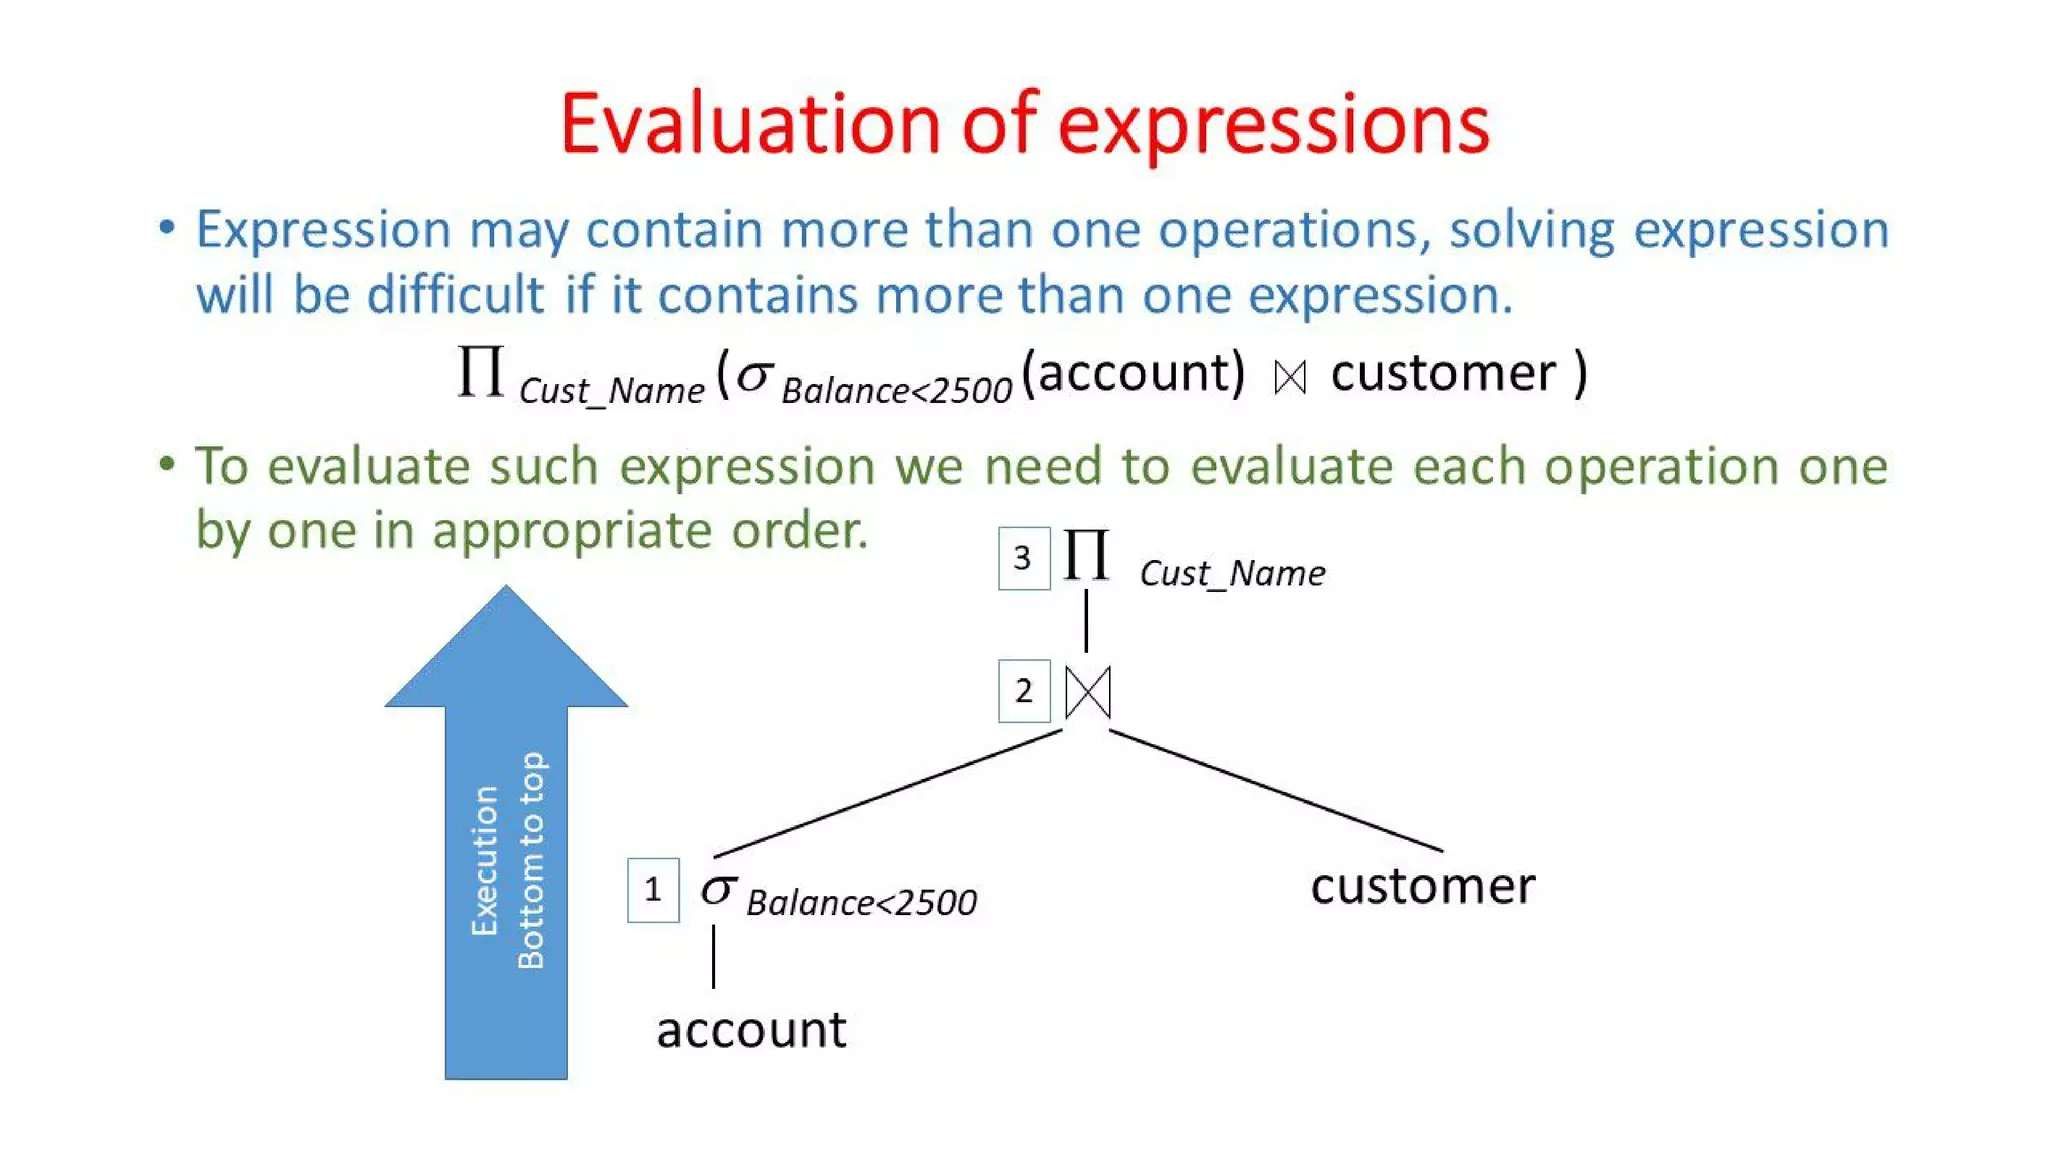 Evaluation of expressions
• Expression may contain more than one operations, solving expression
will be difficult if it contains more than one expression.
∏ Cust_Name (σ Balance<2500 (account) ⋈ customer )
• To evaluate such expression we need to evaluate each operation one
by one in appropriate order.
3 ∏ Cust_Name
2 ⋈
Execution
Bottom to top
1 σ Balance<2500
customer
account